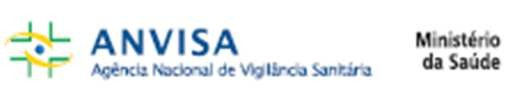 ANVISA
Agência Nacional de Vigilância Sanitária
Ministério
da Saúde